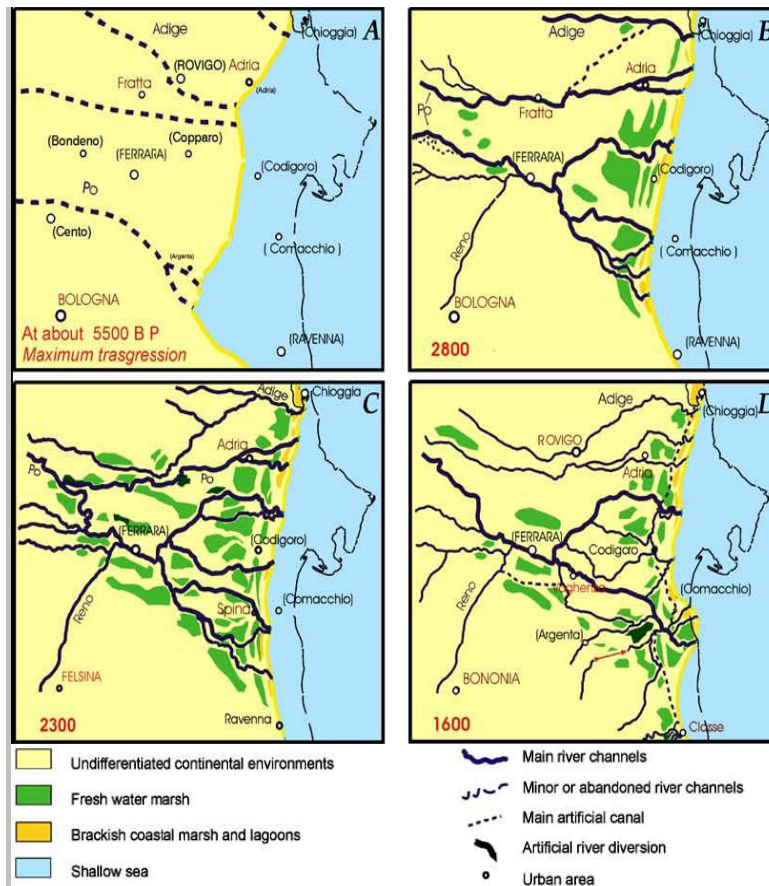 A
Adige
(Chioggia)
(ROVIGO)
Adria
Fratta
(Adria)
(Bondeno)
(Copparo)
(FERRARA)
(Codigoro)
Po
(Cento)
(Argenta)
(Comacchio)
BOLOGNA
At about 5500 B P
Maximum trasgression
(RAVENNA)
B
Adige
(Chioggia)
Adria
Fratta
Po
(FERRARA)
(Codigoro)
Reno
(Comacchio)
BOLOGNA
2800
(RAVENNA)
C
Adige
Chioggia
Adria
Po
Po
(FERRARA)
(Codigoro)
Reno
Spina
(Comacchio)
FELSINA
2300
Ravenna
D
Adige
(Chioggia)
ROVIGO
Adria
(FERRARA)
Codigoro
(Comacchio)
Reno
(Argenta)
BONONIA
1600
Classe
Undifferentiated continental environments
Fresh water marsh
Brackish coastal marsh and lagoons
Shallow sea
Main river channels
Minor or abandoned river channels
Main artificial canal
Artificial river diversion
Urban area